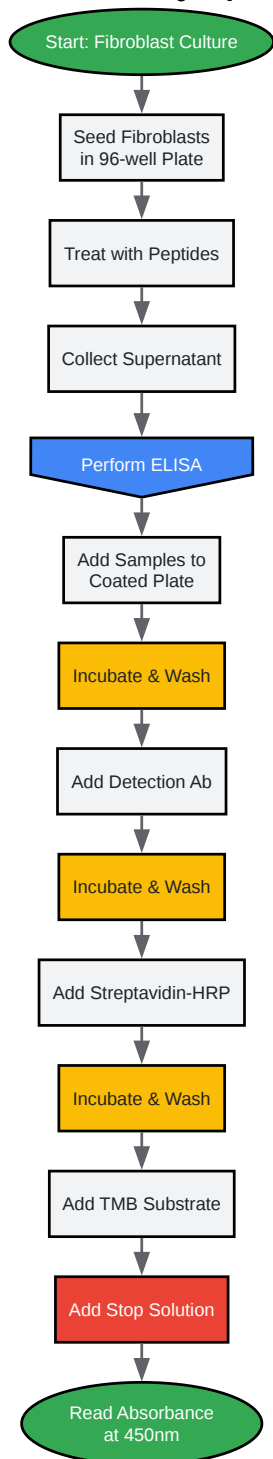 Start: Fibroblast Culture
Seed Fibroblasts
in 96-well Plate
Treat with Peptides
Collect Supernatant
Perform ELISA
Add Samples to
Coated Plate
Incubate & Wash
Add Detection Ab
Incubate & Wash
Add Streptavidin-HRP
Incubate & Wash
Add TMB Substrate
Add Stop Solution
Read Absorbance
at 450nm